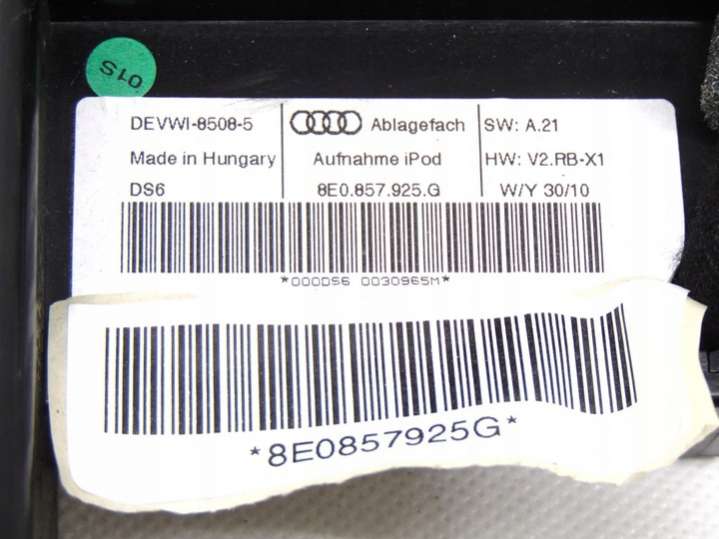 01S
DEVWI-8508-5 Ablagefach SW: A.21
Made in Hungary Aufnahme iPod HW: V2.RB-X1
DS6 8E0.857.925.G W/Y 30/10
*000DS6 0030965M*
*8E0857925G*